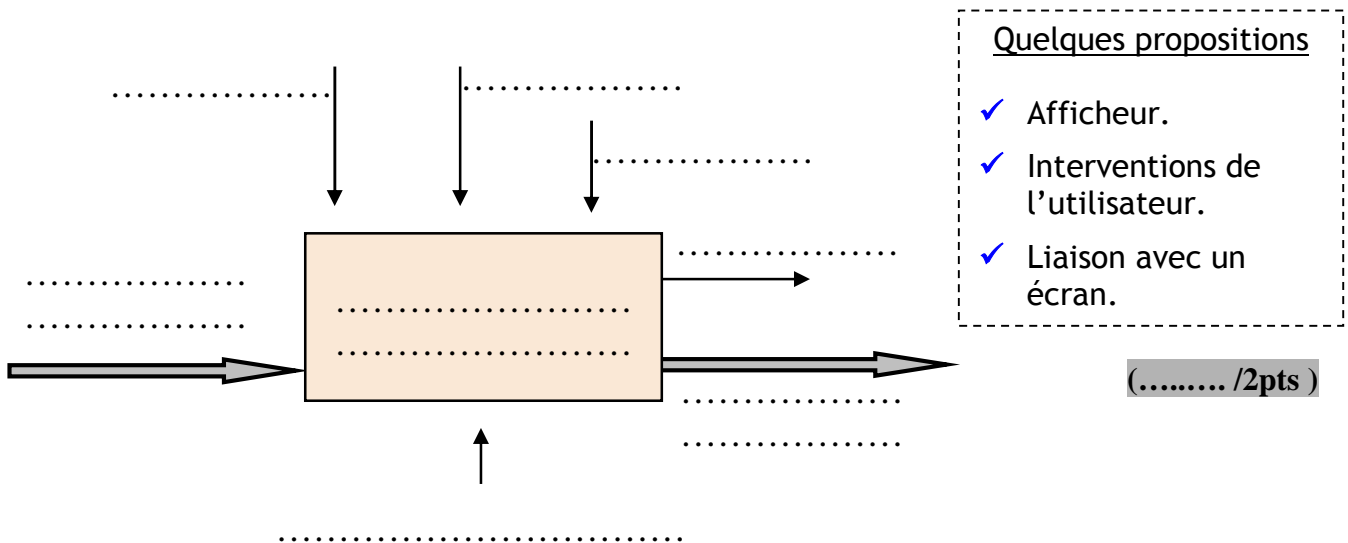 Quelques propositions
✓ Afficheur.
✓ Interventions de
l’utilisateur.
✓ Liaison avec un
écran.
.................
.................
.................
.................
.................
.................
........................
........................
(…..…. /2pts )
.................
.................
.................................